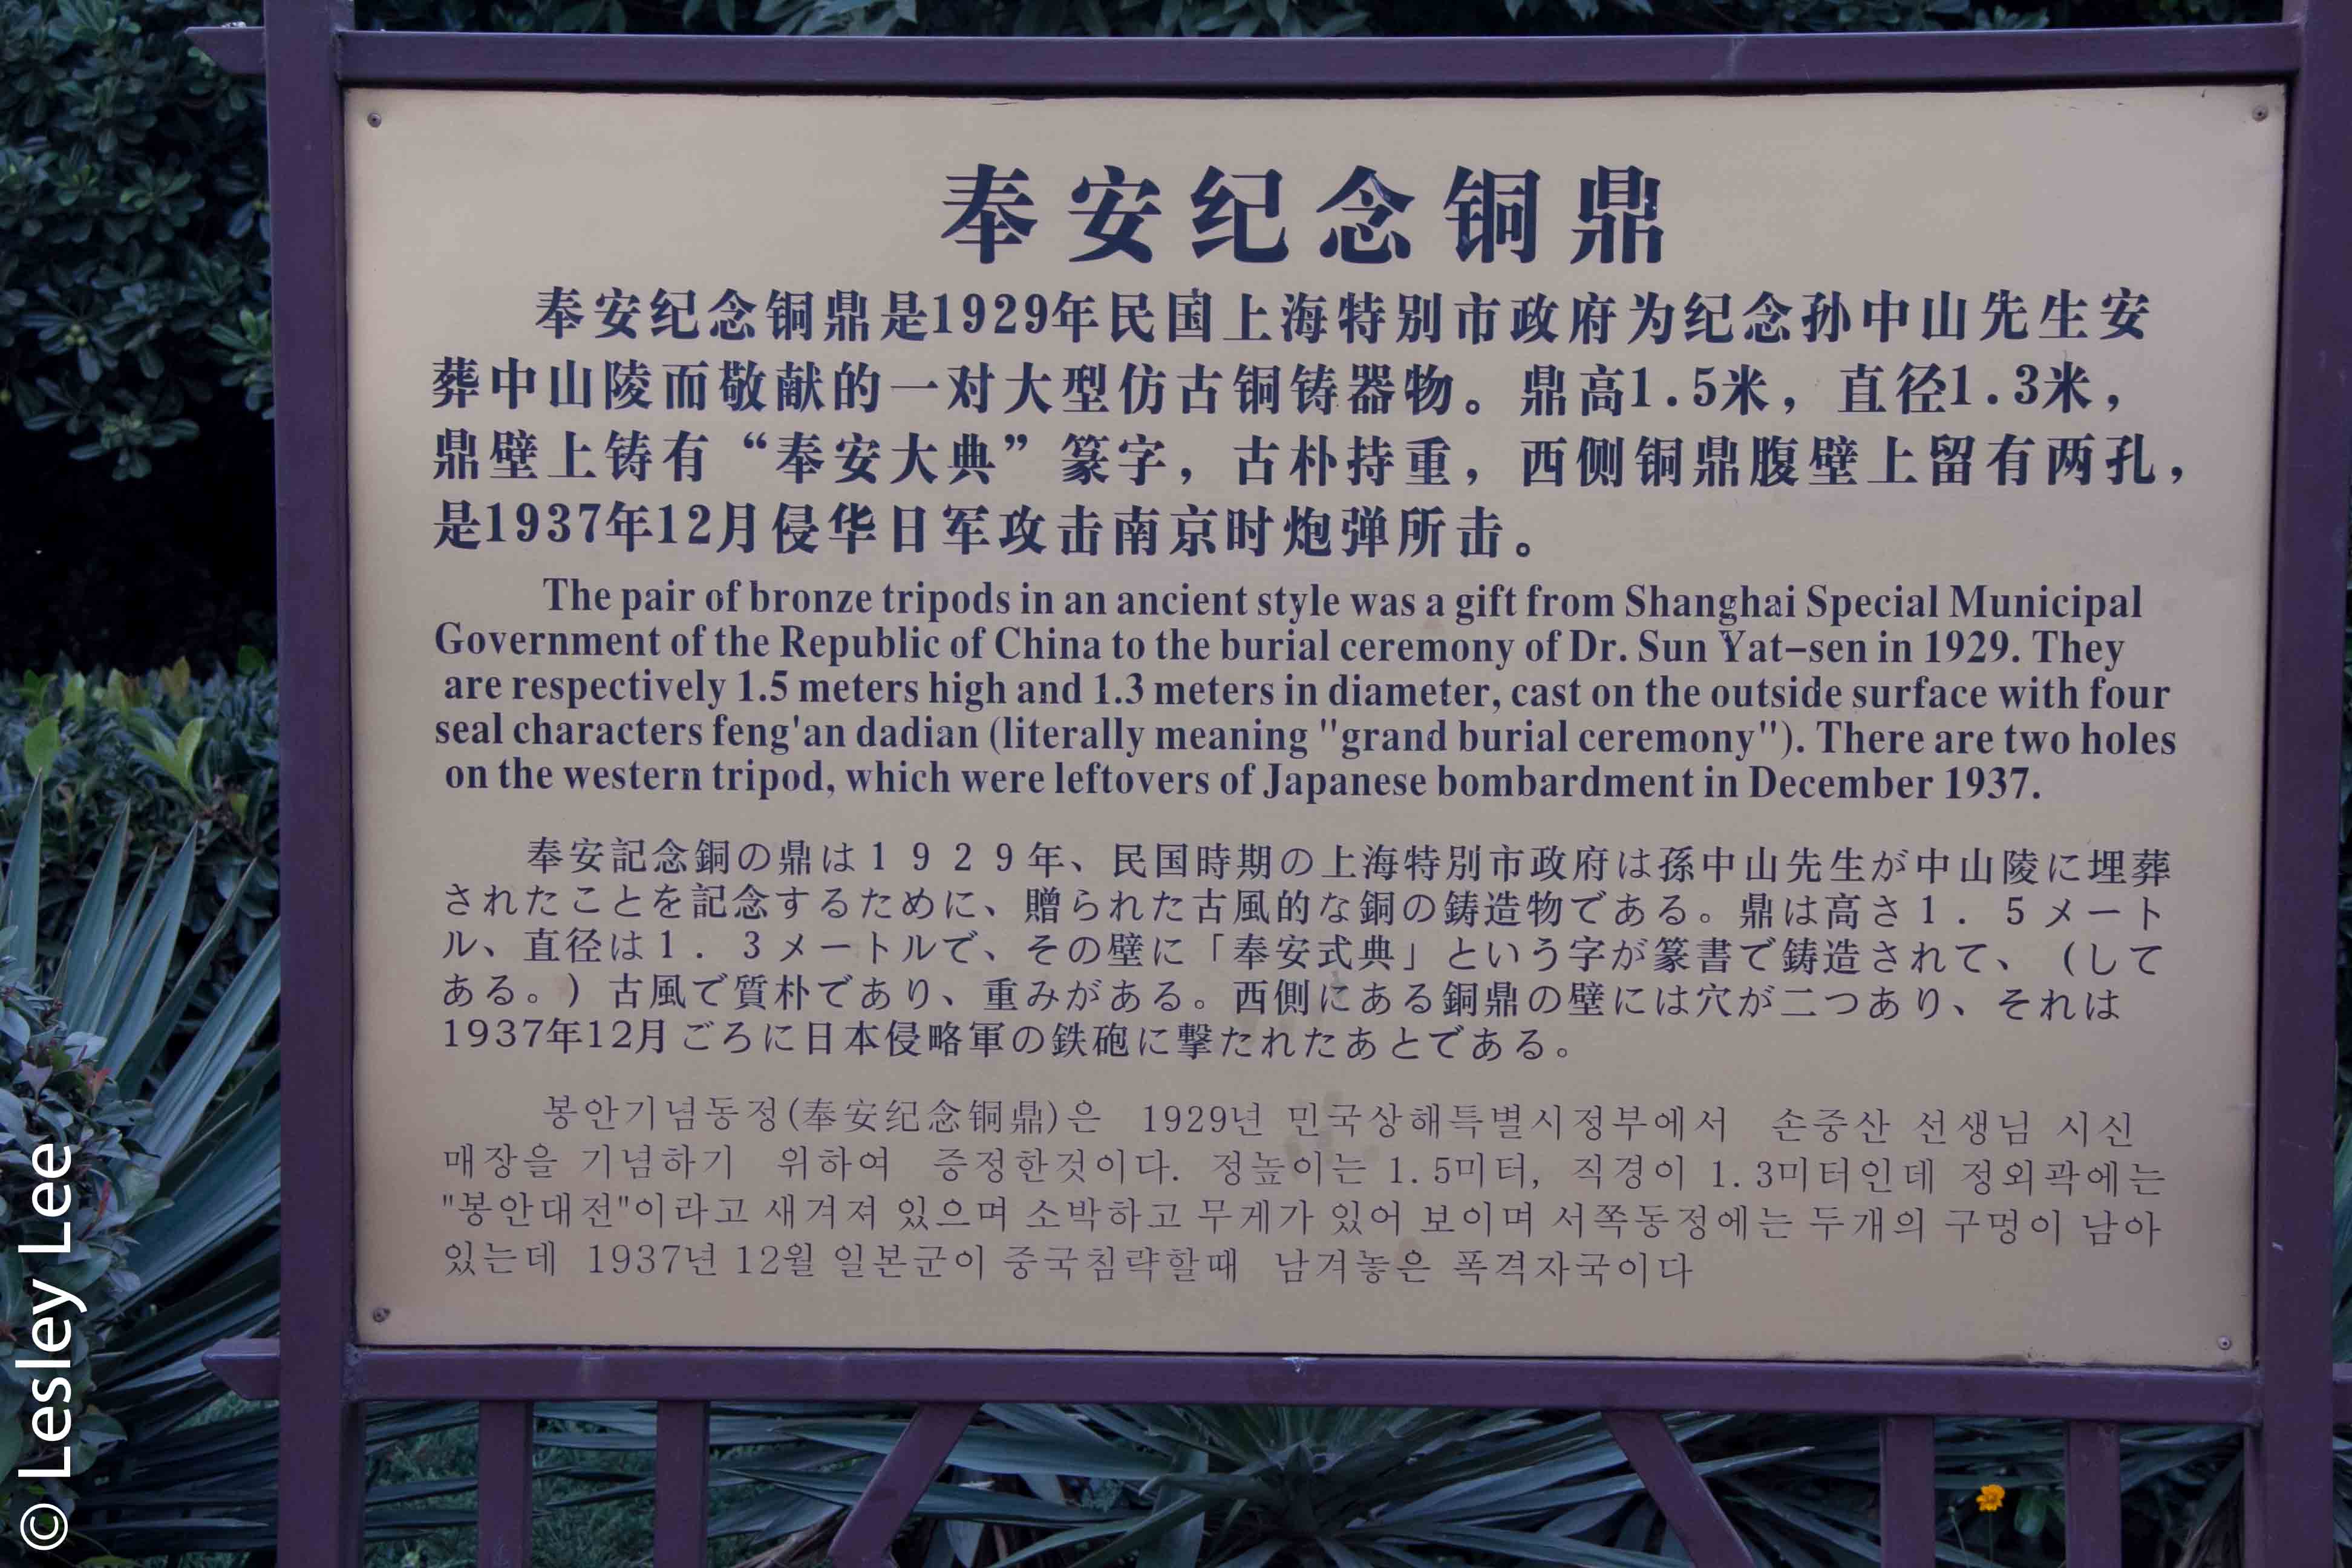 奉安纪念铜鼎
奉安纪念铜鼎是1929年民国上海特别市政府为纪念孙中山先生安
葬中山陵而敬献的一对大型仿古铜铸器物。鼎高1.5米，直径1.3米，
鼎壁上铸有“奉安大典”篆字，古朴持重，西侧铜鼎腹壁上留有两孔，
是1937年12月侵华日军攻击南京时炮弹所击。
The pair of bronze tripods in an ancient style was a gift from Shanghai Special Municipal
Government of the Republic of China to the burial ceremony of Dr. Sun Yat-sen in 1929. They
are respectively 1.5 meters high and 1.3 meters in diameter, cast on the outside surface with four
seal characters feng'an dadian (literally meaning "grand burial ceremony"). There are two holes
on the western tripod, which were leftovers of Japanese bombardment in December 1937.
奉安記念銅の鼎は１９２９年、民国時期の上海特別市政府は孫中山先生が中山陵に埋葬
されたことを記念するために、贈られた古風的な銅の鋳造物である。鼎は高さ１．５メート
ル、直径は１．３メートルで、その壁に「奉安式典」という字が篆書で鋳造されて、（して
ある。）古風で質朴であり、重みがある。西側にある銅鼎の壁には穴が二つあり、それは
1937年12月ごろに日本侵略軍の鉄砲に撃たれたあとである。
봉안기념동정(奉安纪念铜鼎)은 1929년 민국상해특별시정부에서 손중산 선생님 시신
매장을 기념하기 위하여 증정한것이다. 정높이는 1.5미터, 직경이 1.3미터인데 정외곽에는
"봉안대전"이라고 새겨져 있으며 소박하고 무게가 있어 보이며 서쪽동정에는 두개의 구멍이 남아
있는데 1937년 12월 일본군이 중국침략할때 남겨놓은 폭격자국이다
© Lesley Lee